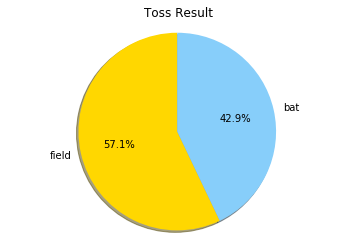 Toss Result
bat
42.9%
57.1%
field